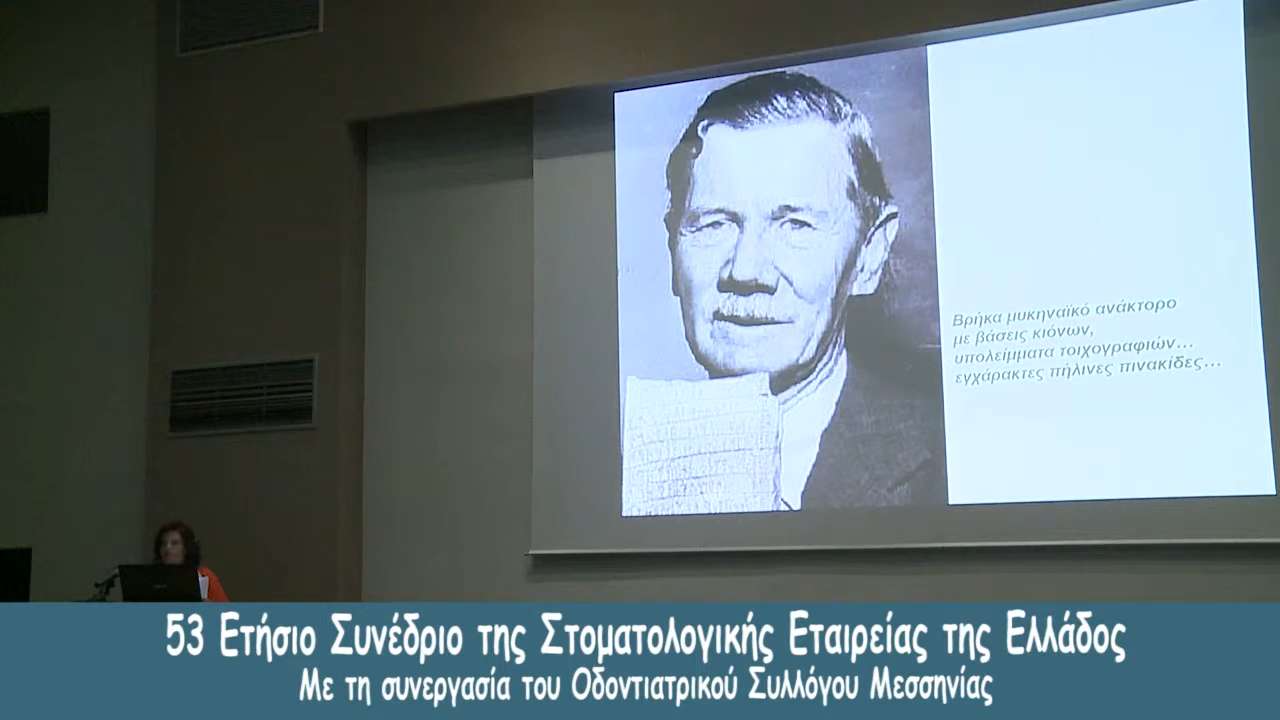 Βρήκα μυκηναϊκό ανάκτορο
με βάσεις κιόνων,
υπολείμματα τοιχογραφιών...
εγχάρακτες πήλινες πινακίδες...
53 Ετήσιο Συνέδριο της Στοματολογικής Εταιρείας της Ελλάδος
Με τη συνεργασία του Οδοντιατρικού Συλλόγου Μεσσηνίας